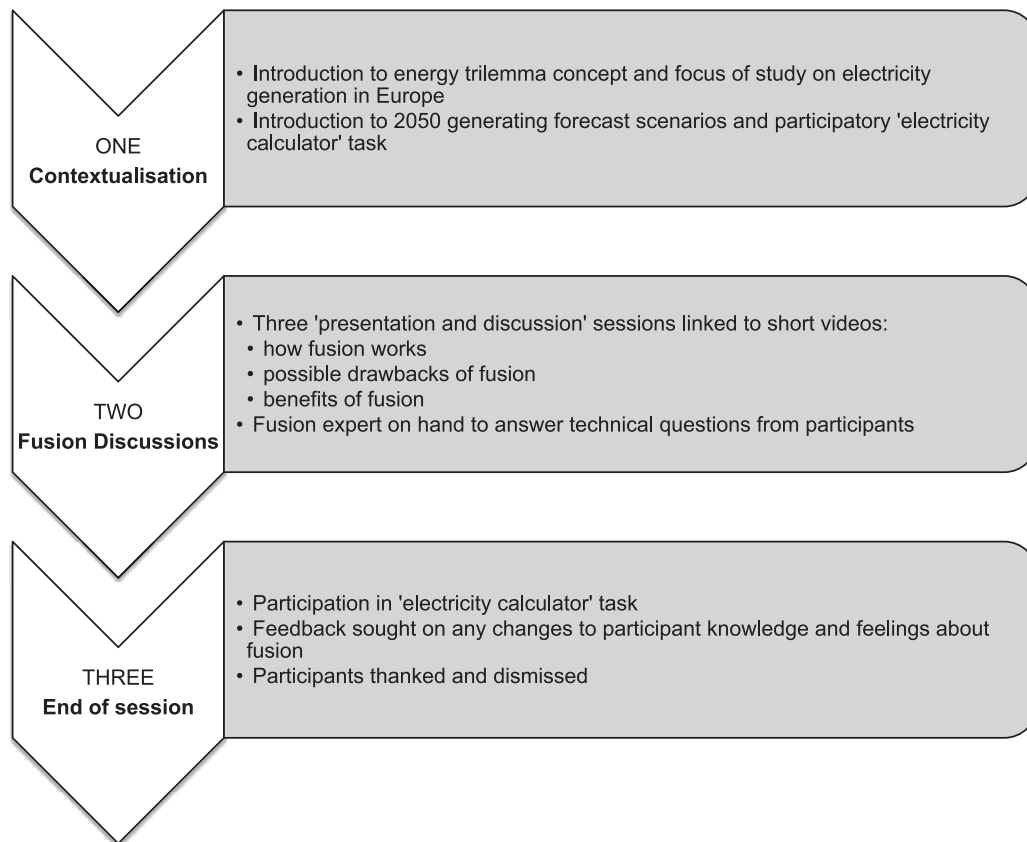 ONE
Contextualisation
• Introduction to energy trilemma concept and focus of study on electricity
generation in Europe
• Introduction to 2050 generating forecast scenarios and participatory 'electricity
calculator' task
TWO
Fusion Discussions
• Three 'presentation and discussion' sessions linked to short videos:
• how fusion works
• possible drawbacks of fusion
• benefits of fusion
• Fusion expert on hand to answer technical questions from participants
THREE
End of session
• Participation in 'electricity calculator' task
• Feedback sought on any changes to participant knowledge and feelings about
fusion
• Participants thanked and dismissed